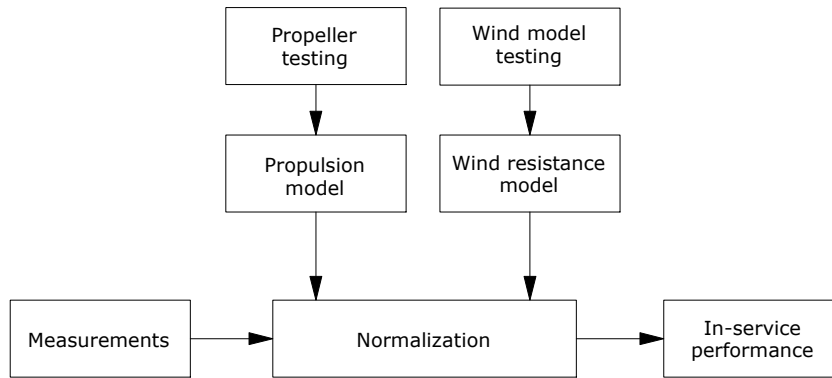 Propeller
testing
Wind model
testing
Propulsion
model
Wind resistance
model
Measurements
Normalization
In-service
performance